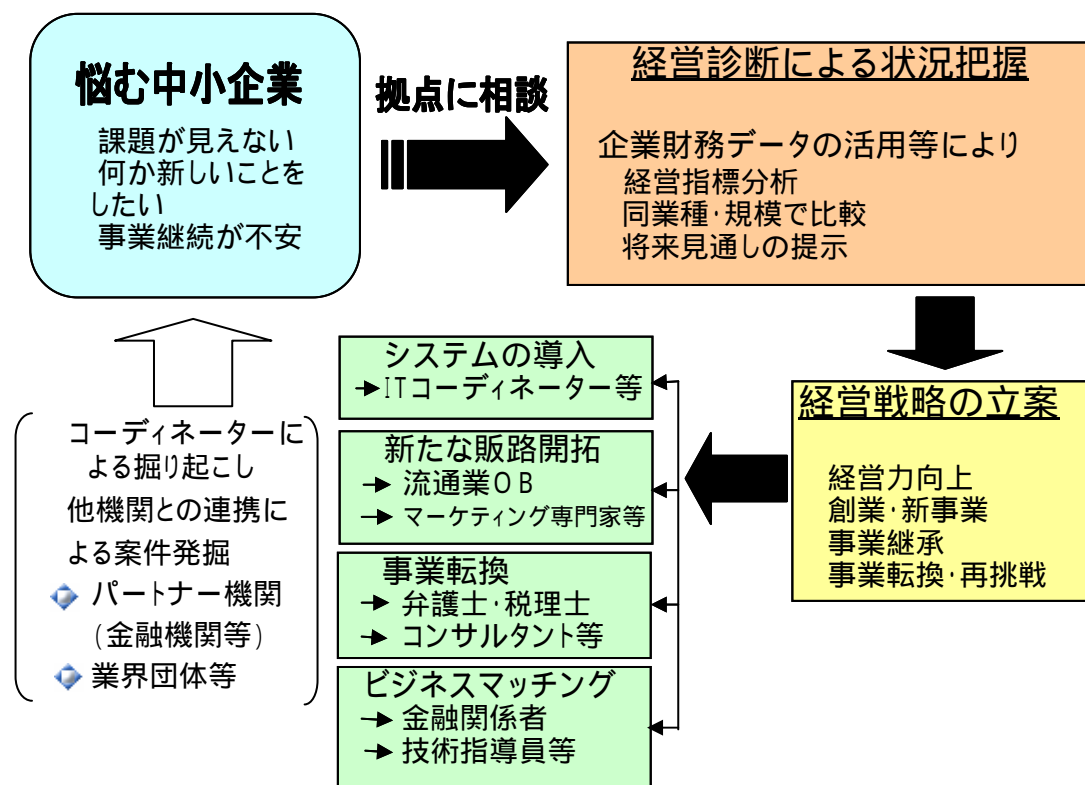 悩む中小企業
課題が見えない
何か新しいことを
したい
事業継続が不安
拠点に相談
経営診断による状況把握
企業財務データの活用等により
経営指標分析
同業種・規模で比較
将来見通しの提示
経営戦略の立案
経営力向上
創業・新事業
事業継承
事業転換・再挑戦
システムの導入
→ITコーディネーター等
新たな販路開拓
→ 流通業OB
→ マーケティング専門家等
事業転換
→ 弁護士・税理士
→ コンサルタント等
ビジネスマッチング
→ 金融関係者
→ 技術指導員等
コーディネーターに
よる掘り起こし
他機関との連携に
よる案件発掘
パートナー機関
(金融機関等)
業界団体等